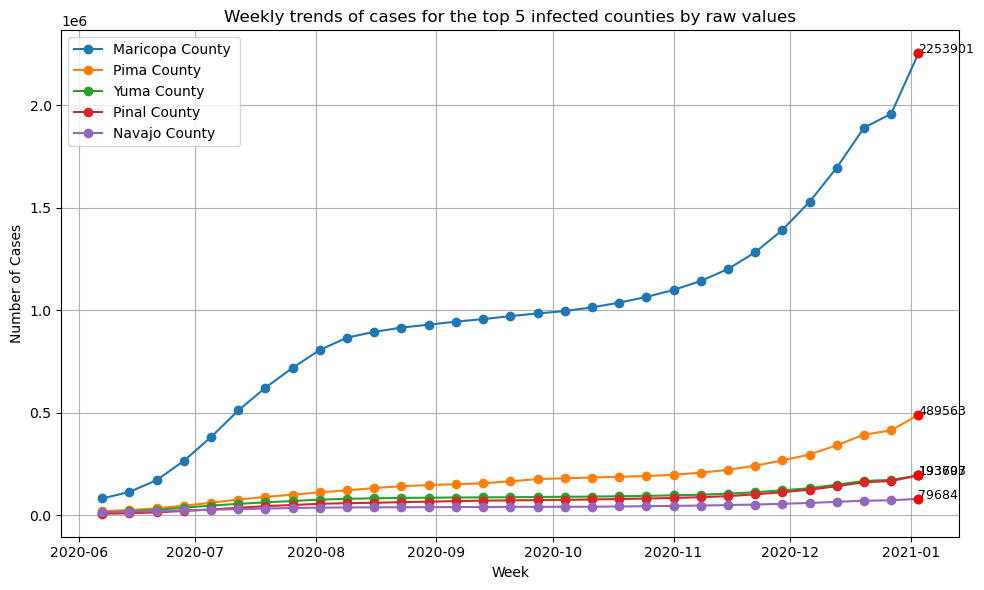 Weekly trends of cases for the top 5 infected counties by raw values
1e6
Maricopa County
Pima County
Yuma County
Pinal County
Navajo County
2253901
489563
79684
2.0
1.5
1.0
0.5
0.0
Number of Cases
2020-06 2020-07 2020-08 2020-09 2020-10 2020-11 2020-12 2021-01
Week